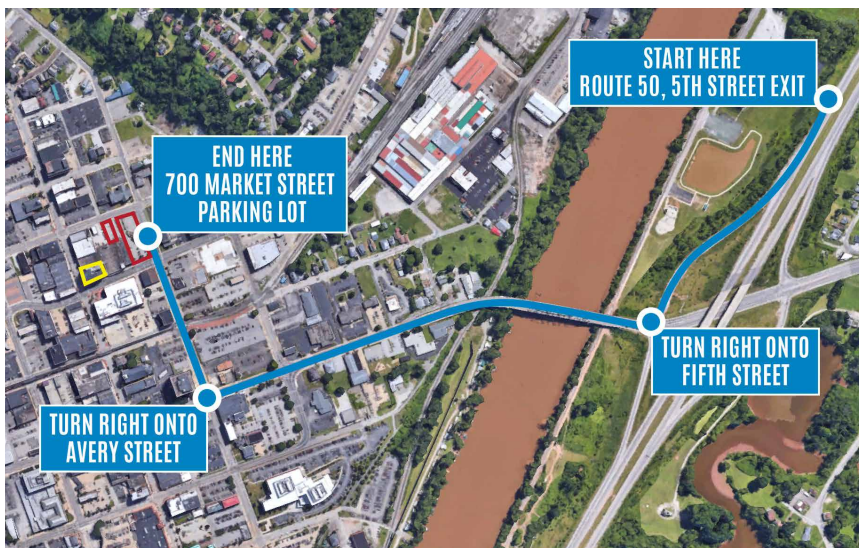 START HERE
ROUTE 50, 5TH STREET EXIT
END HERE
700 MARKET STREET
PARKING LOT
TURN RIGHT ONTO
FIFTH STREET
TURN RIGHT ONTO
AVERY STREET